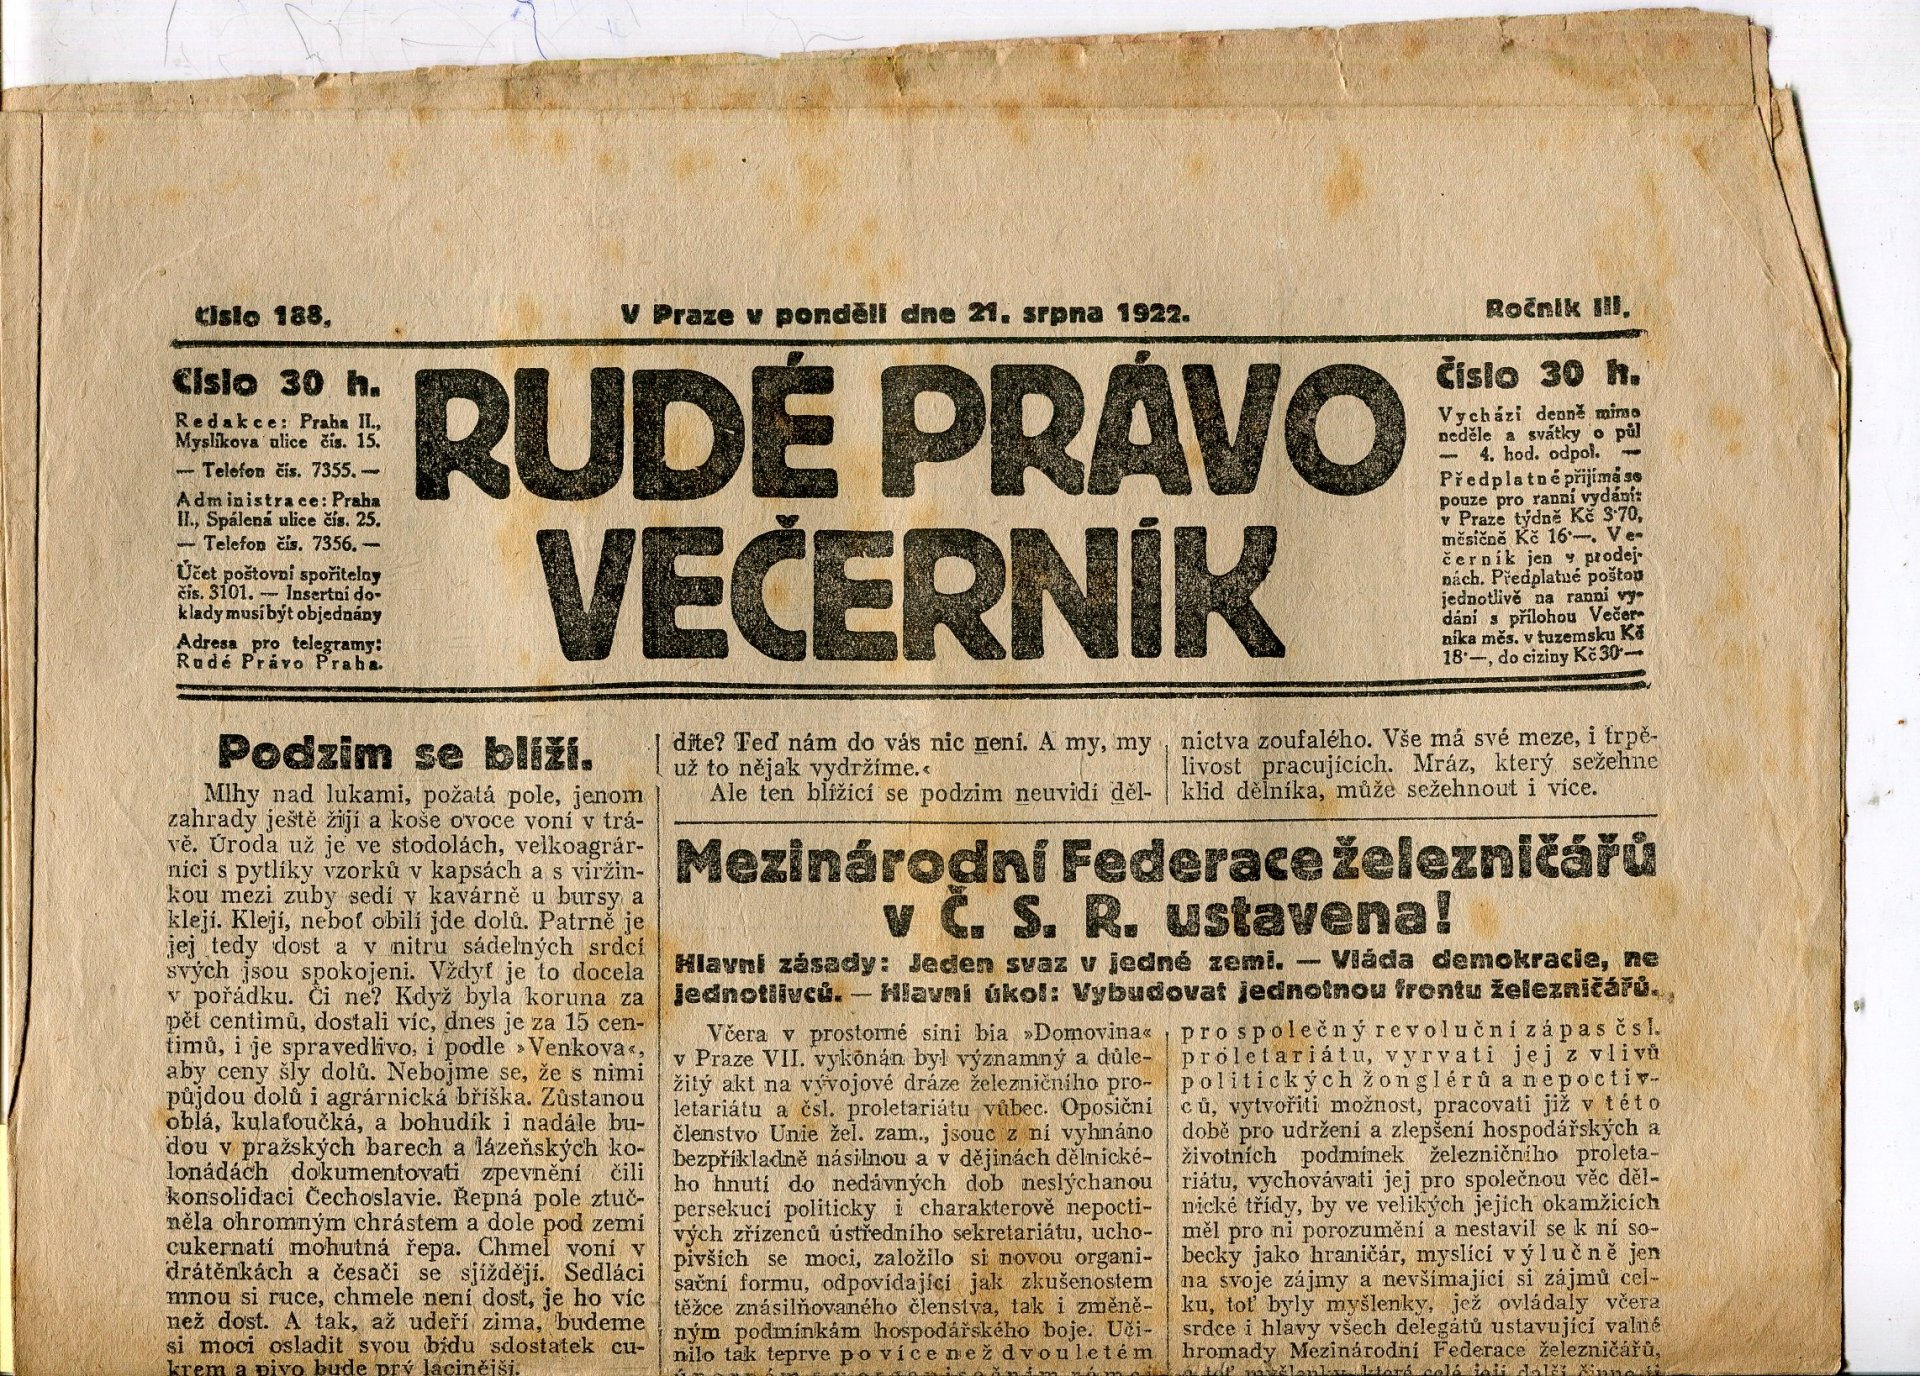 Číslo 188.
V Praze v pondělí dne 21. srpna 1922.
Ročník III.
Číslo 30 h.
Redakce: Praha II.,
Myslíkova ulice čís. 15.
— Telefon čís. 7355. —
Administrace: Praha
II., Spálená ulice čís. 25.
— Telefon čís. 7356. —
Účet poštovní spořitelny
čís. 3101. — Insertní do-
klady musí být objednány
Adresa pro telegramy:
Rudé Právo Praha.
RUDÉ PRÁVO
VEČERNÍK
Číslo 30 h.
Vychází denně mimo
neděle a svátky o půl
— 4. hod. odpol. —
Předplatné přijímá se
pouze pro ranní vydání:
v Praze týdně Kč 3·70,
měsíčně Kč 16·—. Ve-
černík jen v prodej-
nách. Předplatné poštou
jednotlivě na ranní vy-
dání s přílohou Večer-
níka měs. v tuzemsku Kč
18·—, do ciziny Kč 30·—
Podzim se blíží.
Mlhy nad lukami, požatá pole, jenom
zahrady ještě žijí a koše ovoce voní v trá-
vě. Úroda už je ve stodolách, velkoagrár-
níci s pytlíky vzorků v kapsách a s viržin-
kou mezi zuby sedí v kavárně u bursy a
klejí. Klejí, neboť obilí jde dolů. Patrně je
jej tedy dost a v nitru sádelných srdcí
svých jsou spokojeni. Vždyť je to docela
v pořádku. Či ne? Když byla koruna za
pět centimů, dostali víc, dnes je za 15 cen-
timů, i je spravedlivo, i podle »Venkova«,
aby ceny šly dolů. Nebojme se, že s nimi
půjdou dolů i agrárnická bříška. Zůstanou
oblá, kulaťoučká, a bohudík i nadále bu-
dou v pražských barech a lázeňských ko-
lonádách dokumentovati zpevnění čili
konsolidaci Čechoslavie. Řepná pole ztuč-
něla ohromným chrástem a dole pod zemí
cukernatí mohutná řepa. Chmel voní v
drátěnkách a česači se sjíždějí. Sedláci
mnou si ruce, chmele není dost, je ho víc
než dost. A tak, až udeří zima, budeme
si moci osladit svou bídu sdostatek cu-
krem a pivo bude prý lacinější.
díte? Teď nám do vás nic není. A my, my
už to nějak vydržíme.«
Ale ten blížící se podzim neuvidí děl-
nictva zoufalého. Vše má své meze, i trpě-
livost pracujících. Mráz, který sežehne
klid dělníka, může sežehnout i více.
Mezinárodní Federace železničářů
v Č. S. R. ustavena!
Hlavní zásady: Jeden svaz v jedné zemi. — Vláda demokracie, ne
jednotlivců. — Hlavní úkol: Vybudovat jednotnou frontu železničářů.
Včera v prostorné síni bia »Domovina«
v Praze VII. vykonán byl významný a důle-
žitý akt na vývojové dráze železničního pro-
letariátu a čsl. proletariátu vůbec. Oposiční
členstvo Unie žel. zam., jsouc z ní vyhnáno
bezpříkladně násilnou a v dějinách dělnické-
ho hnutí do nedávných dob neslýchanou
persekucí politicky i charakterově nepocti-
vých zřízenců ústředního sekretariátu, ucho-
pivších se moci, založilo si novou organi-
sační formu, odpovídající jak zkušenostem
těžce znásilňovaného členstva, tak i změně-
ným podmínkám hospodářského boje. Uči-
nilo tak teprve po více než dvouletém
pro společný revoluční zápas čsl.
proletariátu, vyrvati jej z vlivů
politických žonglérů a nepoctiv-
ců, vytvořiti možnost, pracovati již v této
době pro udržení a zlepšení hospodářských a
životních podmínek železničního proleta-
riátu, vychovávati jej pro společnou věc děl-
nické třídy, by ve velikých jejích okamžicích
měl pro ni porozumění a nestavil se k ní so-
becky jako hraničár, myslící výlučně jen
na svoje zájmy a nevšímající si zájmů cel-
ku, toť byly myšlenky, jež ovládaly včera
srdce i hlavy všech delegátů ustavující valné
hromady Mezinárodní Federace železničářů,